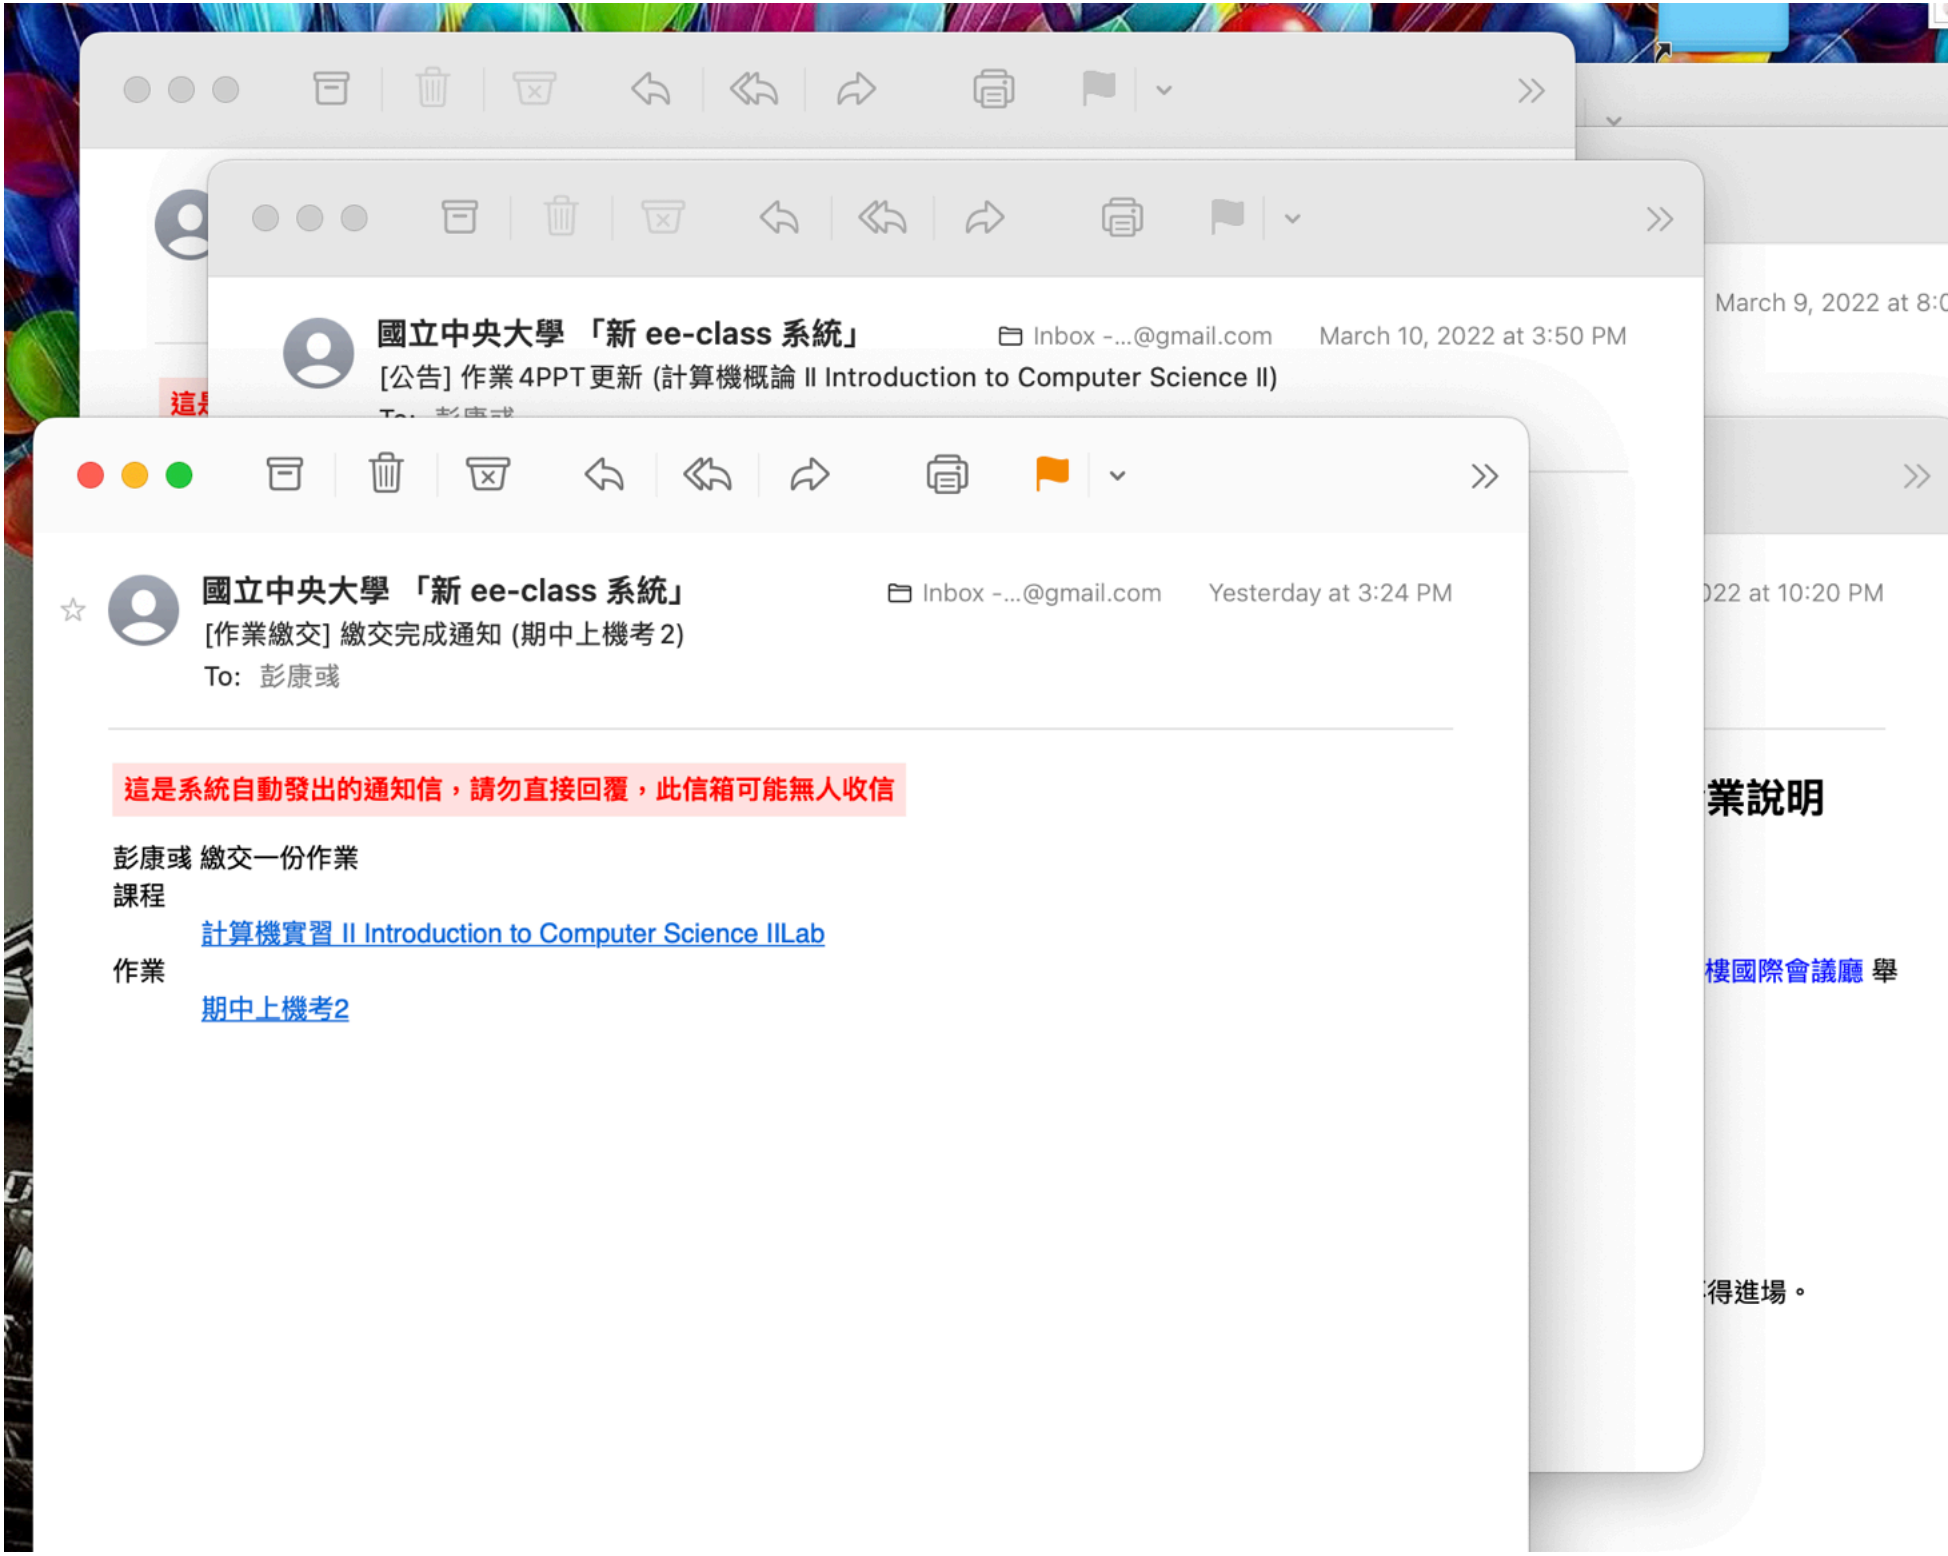 March 9, 2022 at
國立中央大學 「新 ee-class 系統」 Inbox -...@gmail.com March 10, 2022 at 3:50 PM
[公告] 作業4PPT更新 (計算機概論 II Introduction to Computer Science II)
To: 彭康彧
國立中央大學 「新 ee-class 系統」 Inbox -...@gmail.com Yesterday at 3:24 PM
[作業繳交] 繳交完成通知 (期中上機考2)
To: 彭康彧
這是系統自動發出的通知信，請勿直接回覆，此信箱可能無人收信
彭康彧 繳交一份作業
課程
計算機實習 II Introduction to Computer Science IILab
作業
期中上機考2
at 10:20 PM
業說明
樓國際會議廳 舉
得進場。